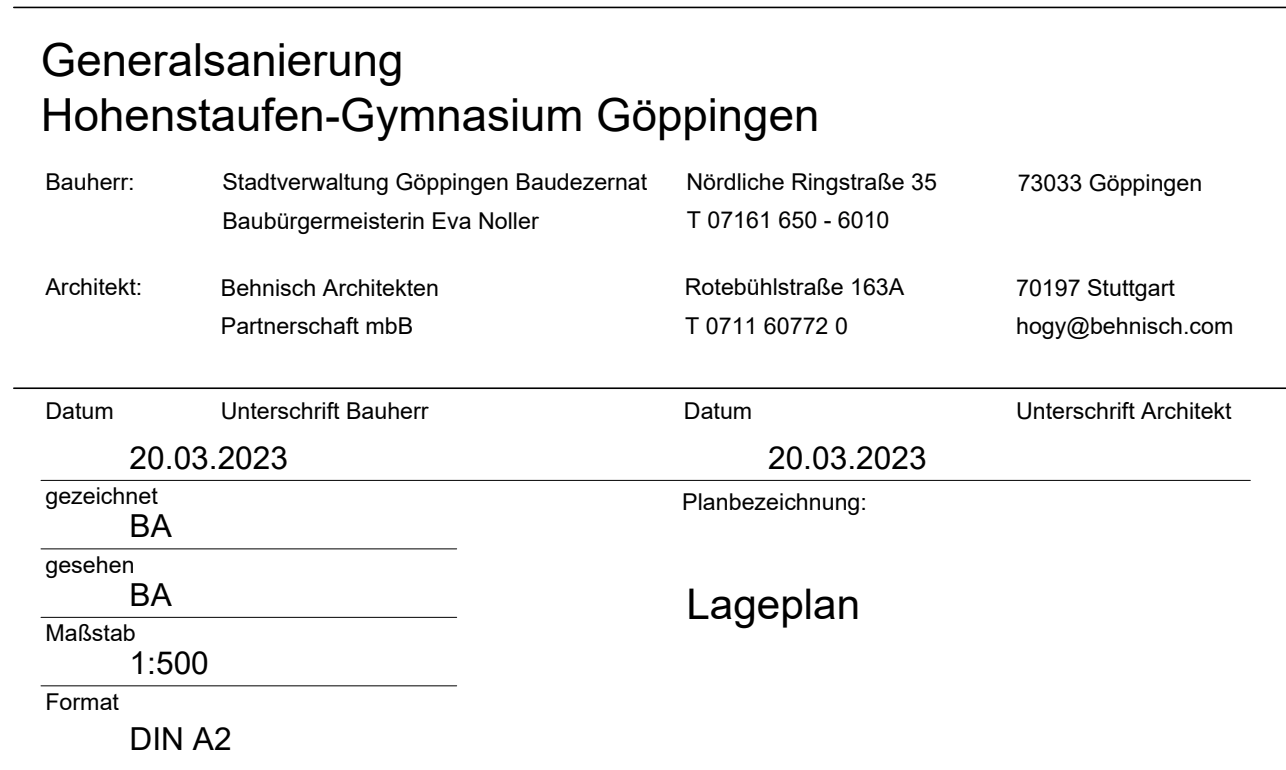 Generalsanierung
Hohenstaufen-Gymnasium Göppingen
Bauherr: Stadtverwaltung Göppingen Baudezernat Nördliche Ringstraße 35 73033 Göppingen
Baubürgermeisterin Eva Noller T 07161 650 - 6010
Architekt: Behnisch Architekten Rotebühlstraße 163A 70197 Stuttgart
Partnerschaft mbB T 0711 60772 0 hogy@behnisch.com
Datum Unterschrift Bauherr Datum Unterschrift Architekt
20.03.2023 20.03.2023
gezeichnet Planbezeichnung:
BA
gesehen
BA
Lageplan
Maßstab
1:500
Format
DIN A2